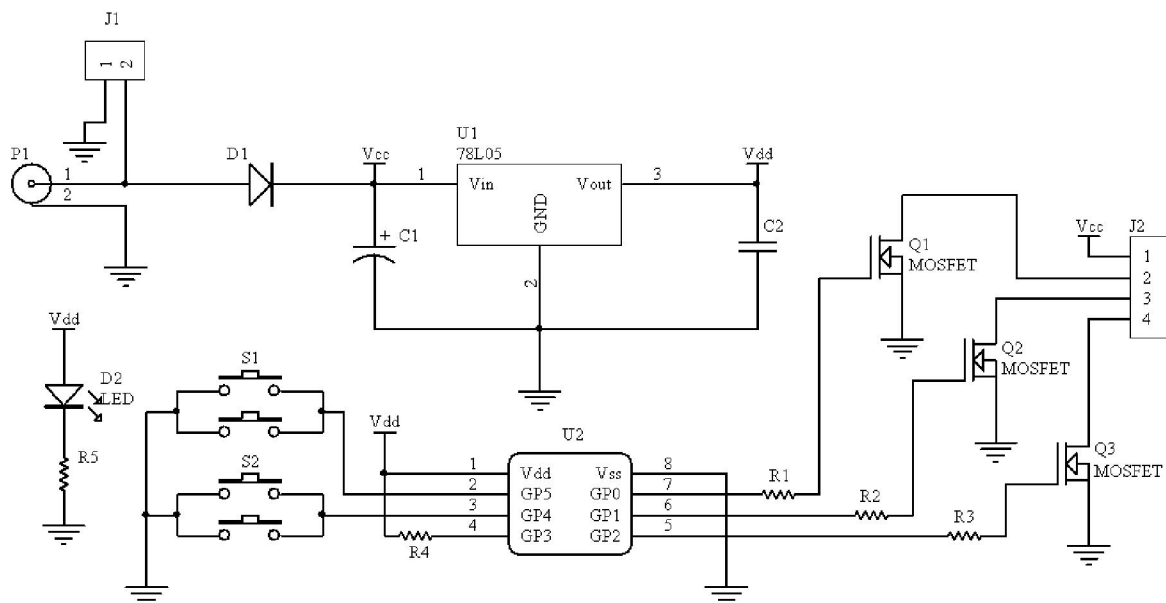 J1
1 2
P1
1
2
D1
Vcc
+ C1
U1
78L05
1 Vin Vout 3
GND
2
Vdd
C2
Q1
MOSFET
Vcc
J2
1
2
3
4
Q2
MOSFET
Q3
MOSFET
Vdd
D2
LED
R5
S1
S2
Vdd
U2
1 Vdd Vss 8
2 GP5 GP0 7
3 GP4 GP1 6
4 GP3 GP2 5
R4
R1
R2
R3